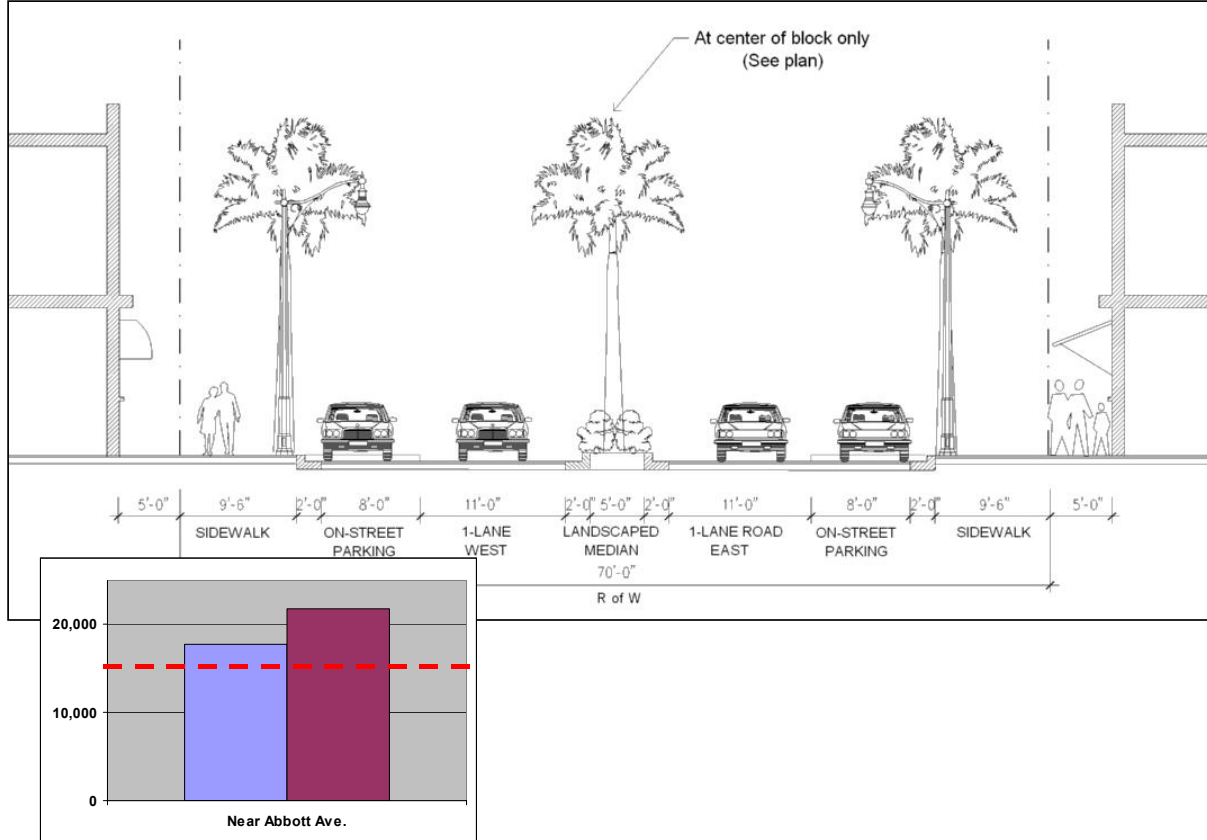 At center of block only
(See plan)
5'-0" 9'-6" 2'-0" 8'-0" 11'-0" 2'-0" 5'-0" 2'-0" 11'-0" 8'-0" 2'-0" 9'-6" 5'-0"
SIDEWALK ON-STREET 1-LANE LANDSCAPED 1-LANE ROAD ON-STREET SIDEWALK
PARKING WEST MEDIAN EAST PARKING
70'-0"
R of W
20,000
10,000
0
Near Abbott Ave.